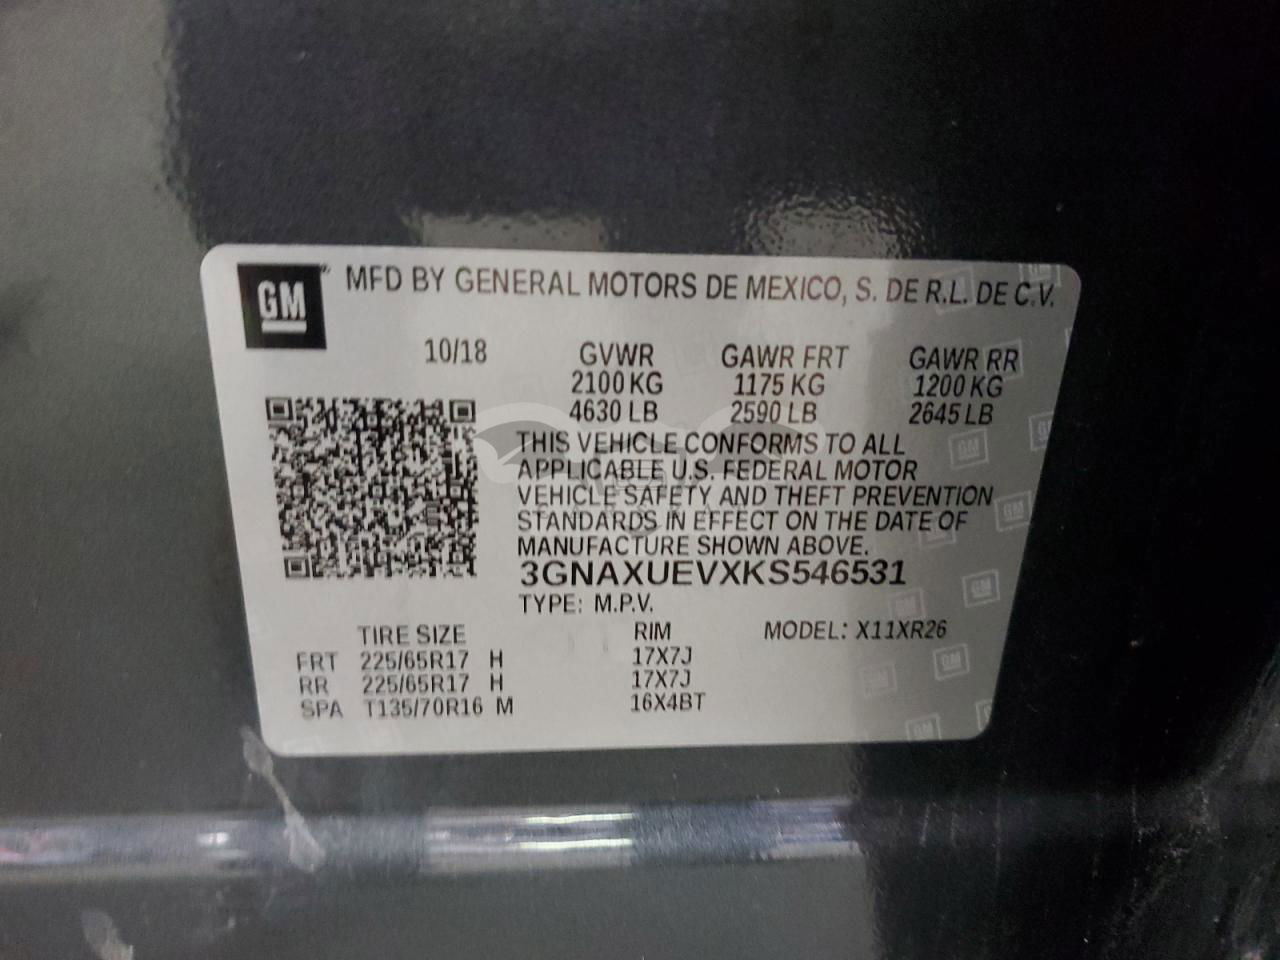 GM MFD BY GENERAL MOTORS DE MEXICO, S. DE R.L. DE C.V.
10/18 GVWR GAWR FRT GAWR RR
2100 KG 1175 KG 1200 KG
4630 LB 2590 LB 2645 LB
THIS VEHICLE CONFORMS TO ALL
APPLICABLE U.S. FEDERAL MOTOR
VEHICLE SAFETY AND THEFT PREVENTION
STANDARDS IN EFFECT ON THE DATE OF
MANUFACTURE SHOWN ABOVE.
3GNAXUEVXKS546531
TYPE: M.P.V.
TIRE SIZE RIM MODEL: X11XR26
FRT 225/65R17 H 17X7J
RR 225/65R17 H 17X7J
SPA T135/70R16 M 16X4BT